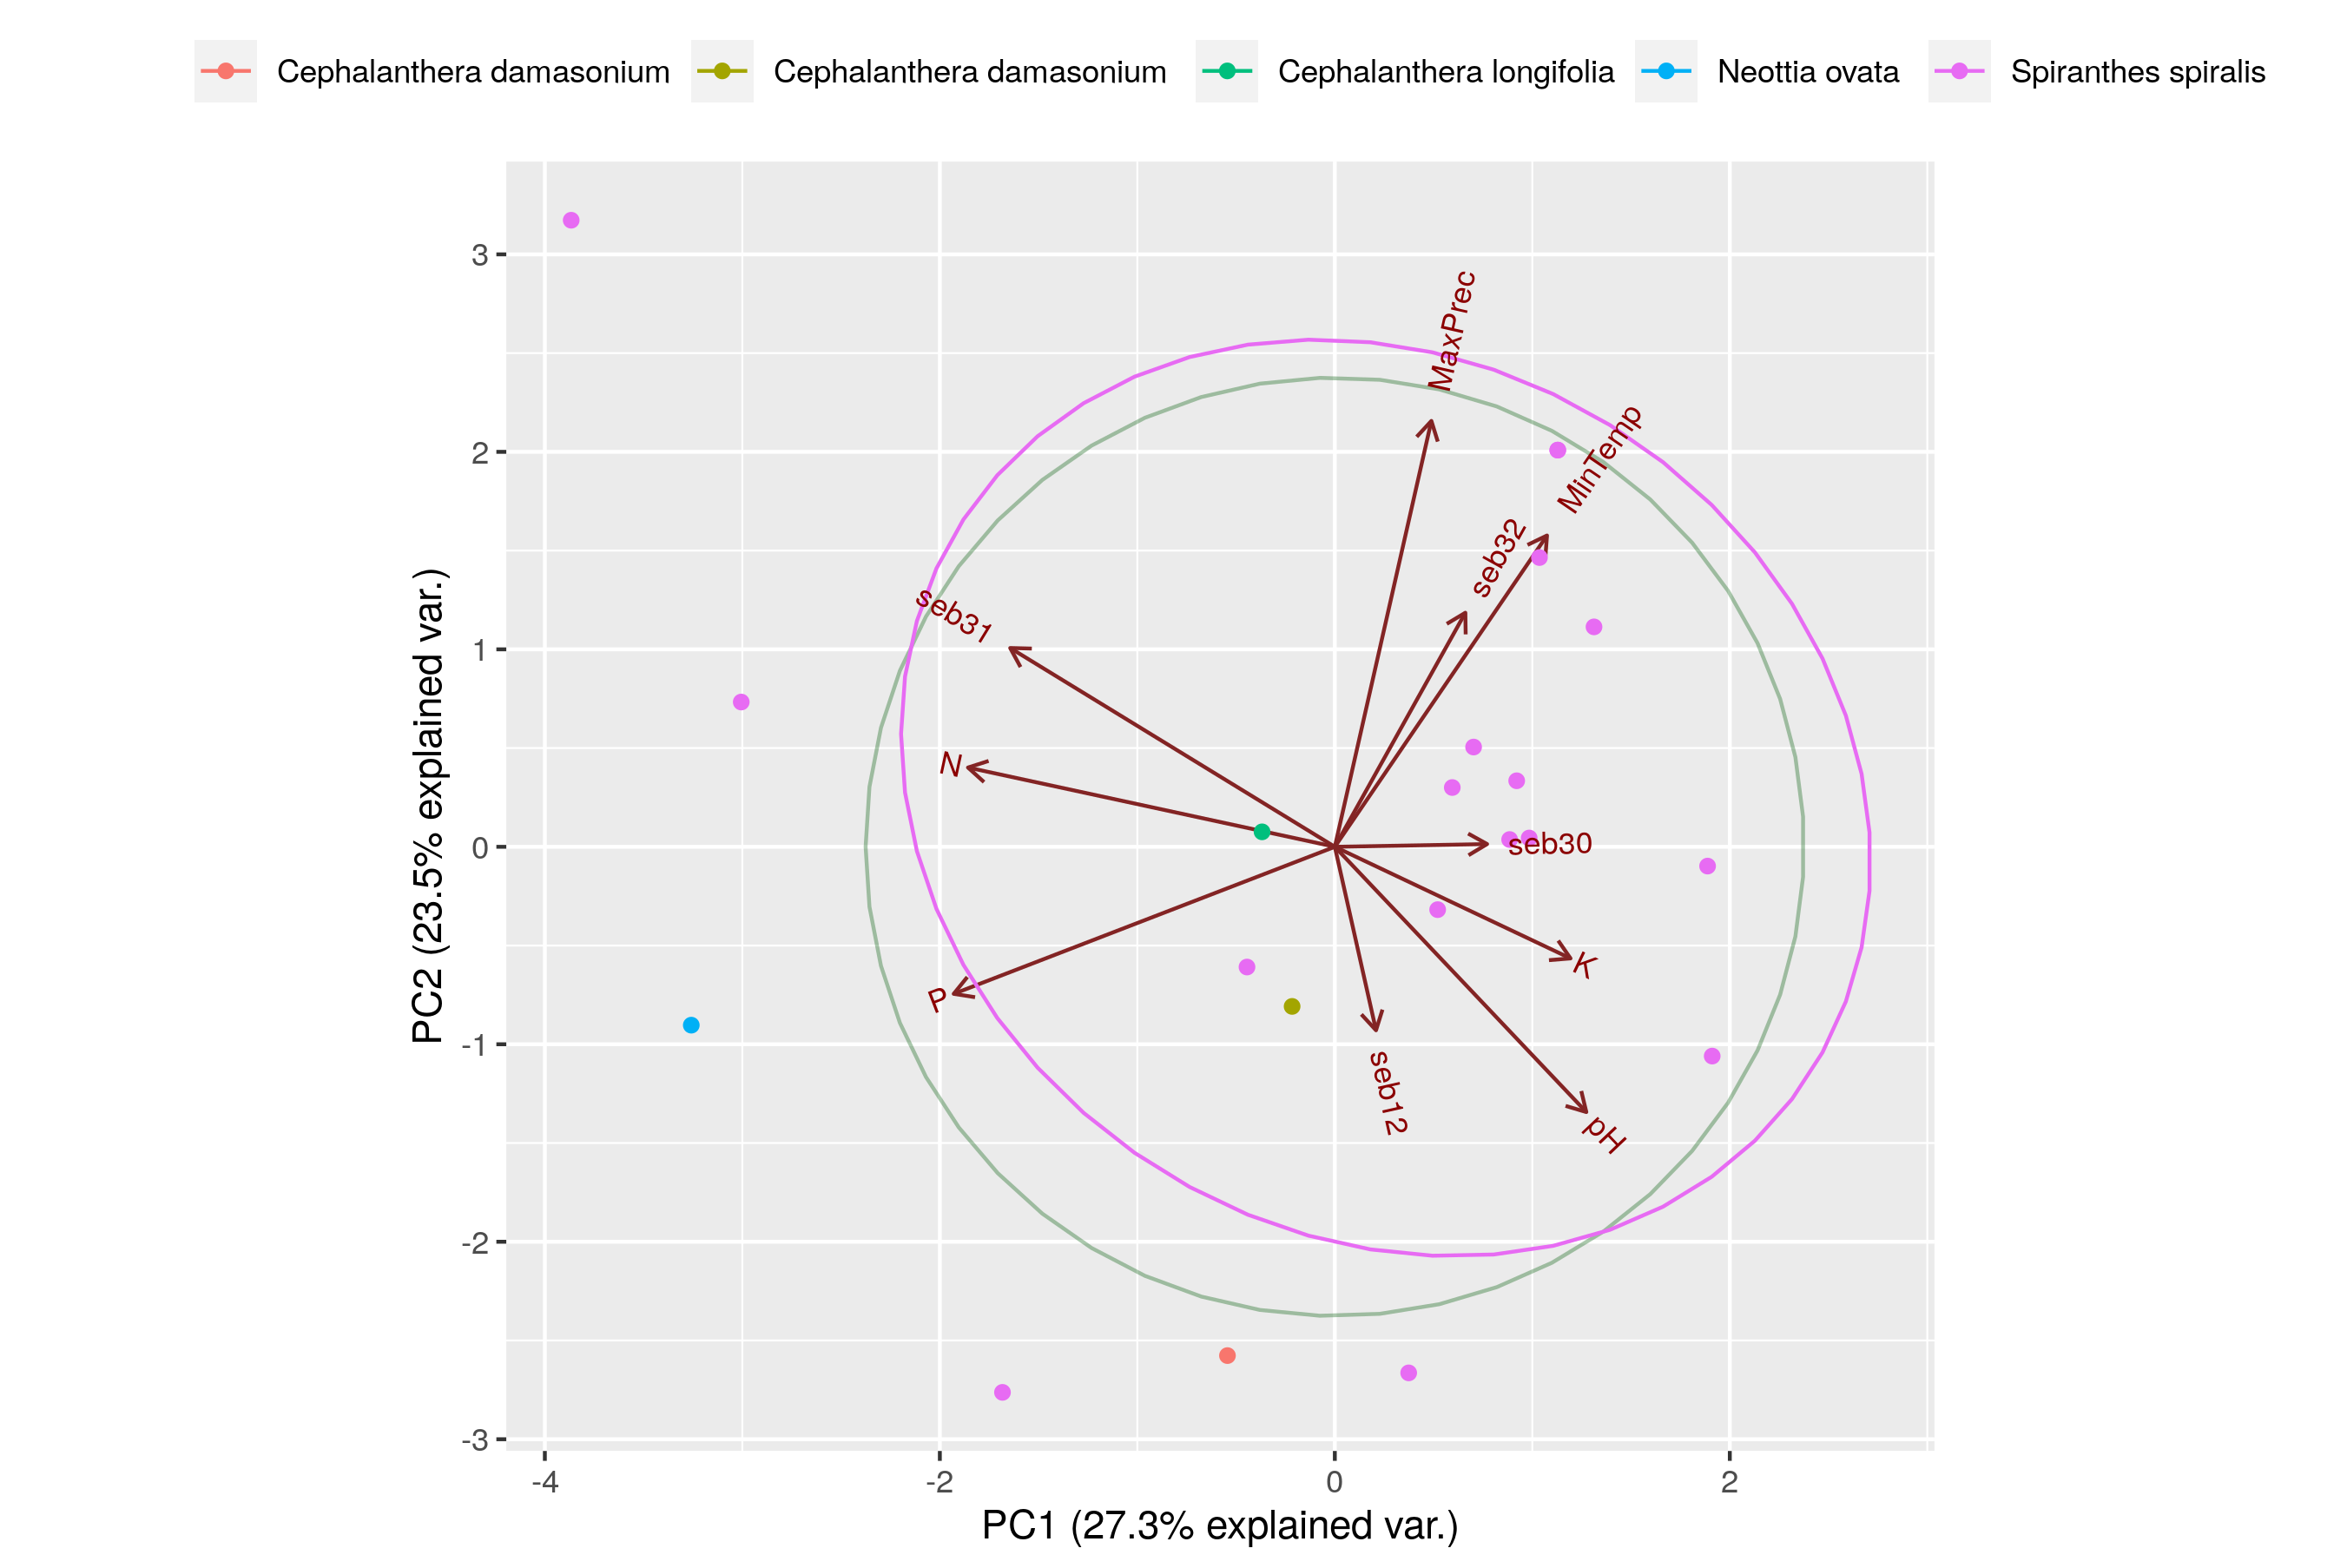 Cephalanthera damasonium Cephalanthera damasonium Cephalanthera longifolia Neottia ovata Spiranthes spiralis
MaxPrec
3
MinTemp
2
seb32
seb31
1
N
seb30
0
K
P
-1
seb12
pH
-2
-3
PC2 (23.5% explained var.)
-4 -2 0 2
PC1 (27.3% explained var.)